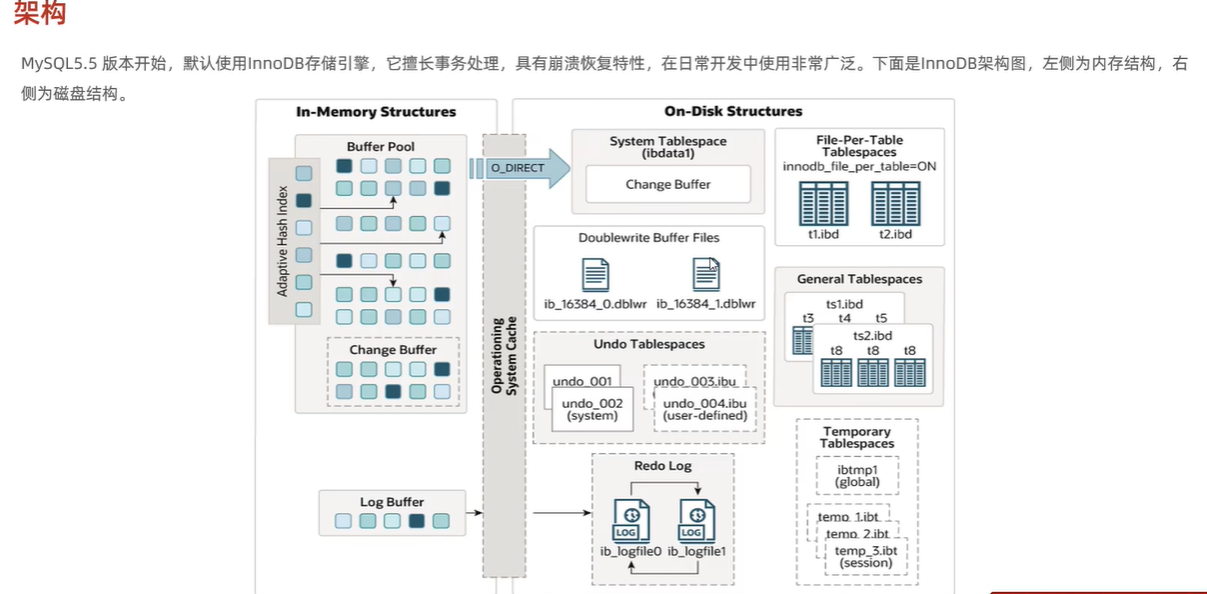 架构
MySQL5.5 版本开始，默认使用InnoDB存储引擎，它擅长事务处理，具有崩溃恢复特性，在日常开发中使用非常广泛。下面是InnoDB架构图，左侧为内存结构，右
侧为磁盘结构。
In-Memory Structures
Buffer Pool
Adaptive Hash Index
Change Buffer
Log Buffer
Operationing
System Cache
O_DIRECT
On-Disk Structures
System Tablespace
(ibdata1)
Change Buffer
File-Per-Table
Tablespaces
innodb_file_per_table=ON
t1.ibd t2.ibd
Doublewrite Buffer Files
ib_16384_0.dblwr ib_16384_1.dblwr
General Tablespaces
ts1.ibd
t3 t4 t5
ts2.ibd
t8 t8 t8
Undo Tablespaces
undo_001
undo_002
(system)
undo_003.ibu
undo_004.ibu
(user-defined)
Temporary
Tablespaces
ibtmp1
(global)
temp_1.ibt
temp_2.ibt
temp_3.ibt
(session)
Redo Log
LOG LOG
ib_logfile0 ib_logfile1